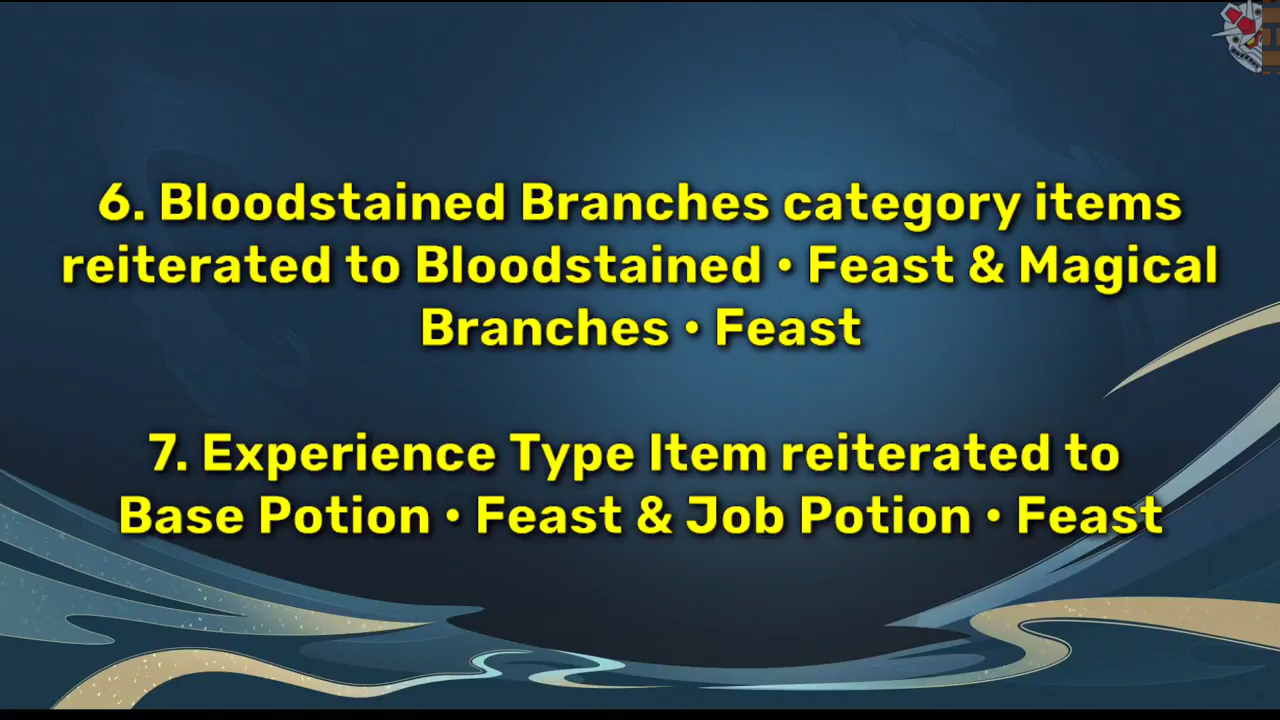 6. Bloodstained Branches category items
reiterated to Bloodstained • Feast & Magical
Branches • Feast
7. Experience Type Item reiterated to
Base Potion • Feast & Job Potion • Feast